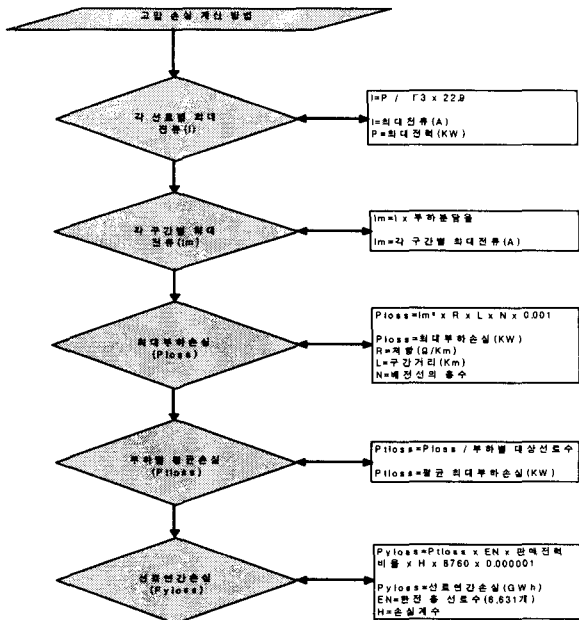 고압 손실 계산 방법
각 선로별 최대
전류(I)
I=P / Γ3 x 22.9
I=최대전류(A)
P=최대전력(KW)
각 구간별 최대
전류(Im)
Im=I x 부하분담율
Im=각 구간별 최대전류(A)
최대부하손실
(Ploss)
Ploss=Im² x R x L x N x 0.001
Ploss=최대부하손실(KW)
R=저항(Ω/Km)
L=구간거리(Km)
N=배전선의 총수
부하별 평균손실
(Ptloss)
Ptloss=Ploss / 부하별 대상선로수
Ptloss=평균 최대부하손실(KW)
선로연간손실
(Pyloss)
Pyloss=Ptloss x EN x 판매전력
비율 x H x 8760 x 0.000001
Pyloss=선로연간손실(GWh)
EN=한전 총 선로수(6,631개)
H=손실계수